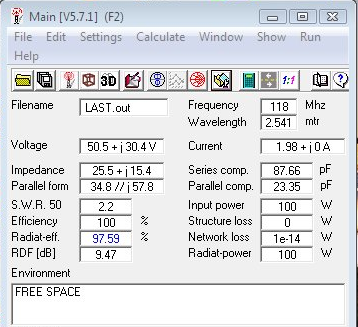 Main [V5.7.1] (F2)
File Edit Settings Calculate Window Show Run
Help
3D 1:1
Filename LAST.out Frequency 118 Mhz
Wavelength 2.541 mtr
Voltage 50.5 + j 30.4 V Current 1.98 + j 0 A
Impedance 25.5 + j 15.4 Series comp. 87.66 pF
Parallel form 34.8 // j 57.8 Parallel comp. 23.35 pF
S.W.R. 50 2.2 Input power 100 W
Efficiency 100 % Structure loss 0 W
Radiat-eff. 97.59 % Network loss 1e-14 W
RDF [dB] 9.47 Radiat-power 100 W
Environment
FREE SPACE